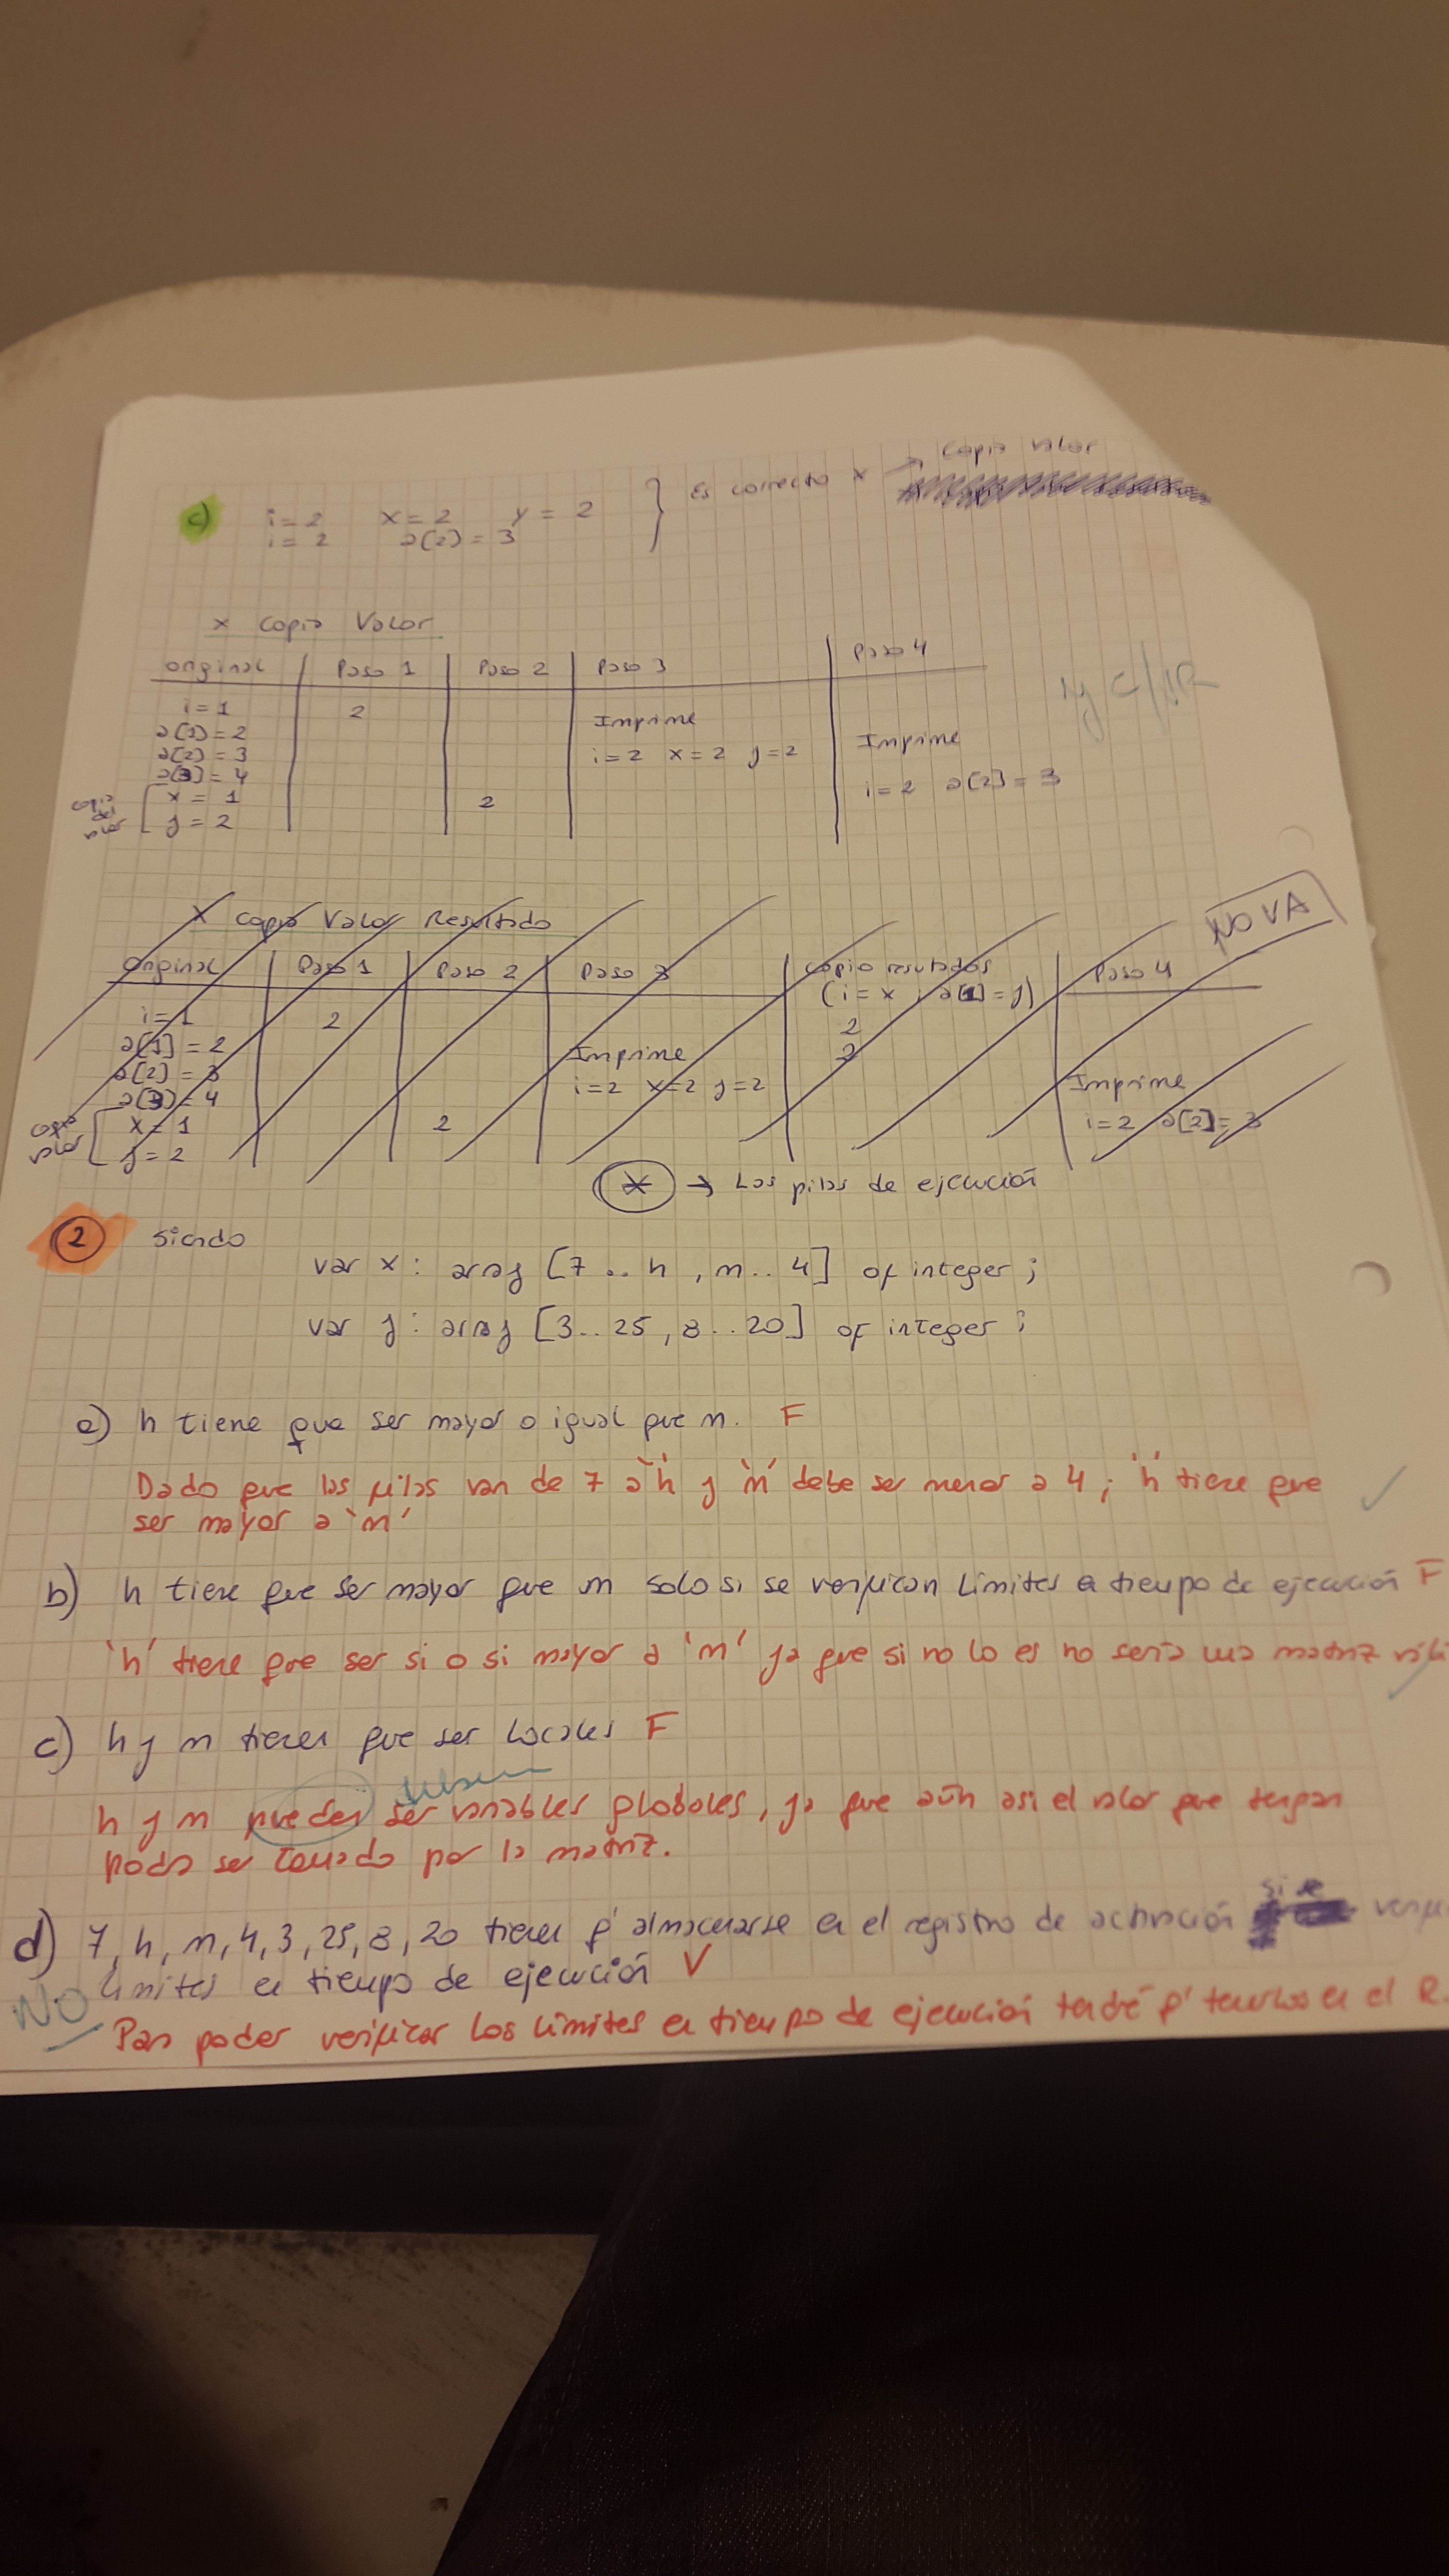 copia valor
c) i=2 x=2 y=2 } Es correcto x →
i=2 a[2]=3
x copia Valor
original Paso 1 Paso 2 Paso 3 Paso 4
i=1 2
a[1]=2 Imprime
a[2]=3 i=2 x=2 y=2 Imprime
a[3]=4 i=2 a[2]=3
copia del valor [ x=1 2
y=2
y C/R
NO VA
x copia Valor Resultado
original Paso 1 Paso 2 Paso 3 copia resultados Paso 4
(i=x ; a[1]=y)
i=1 2 2
a[1]=2 2
a[2]=3 Imprime
a[3]=4 i=2 x=2 y=2 Imprime
copia valor [ x=1 2 i=2 a[2]=3
y=2
* → Las pilas de ejecución
2 siendo
var x: array [7..h, m..4] of integer;
var y: array [3..25, 8..20] of integer;
a) h tiene que ser mayor o igual que m. F
Dado que las filas van de 7 a 'h' y 'm' debe ser menor a 4; 'h' tiene que
ser mayor a 'm'
b) h tiene que ser mayor que m solo si se verifican Límites en tiempo de ejecución F
'h' tiene que ser si o si mayor a 'm' ya que si no lo es no sería una matriz
c) h y m tienen que ser Locales F
h y m pueden ser variables globales, ya que aún asi el valor que tengan
podrá ser tomado por la matriz.
d) 7, h, m, 4, 3, 25, 8, 20 tienen q' almacenarse en el registro de activación si se
límites en tiempo de ejecución V
NO
Para poder verificar los límites en tiempo de ejecución tendré q' tenerlos en el R.